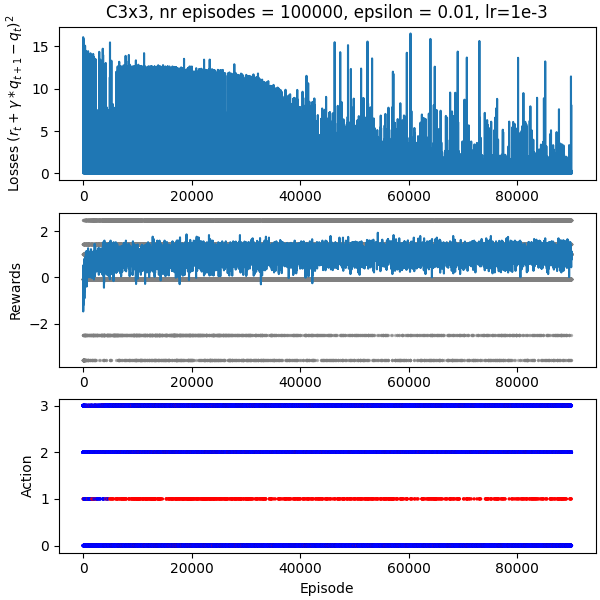 C3x3, nr episodes = 100000, epsilon = 0.01, lr=1e-3
Losses (r_t + γ * q_{t+1} − q_t)^2
15
10
5
0
0 20000 40000 60000 80000
Rewards
2
0
−2
0 20000 40000 60000 80000
Action
3
2
1
0
0 20000 40000 60000 80000
Episode